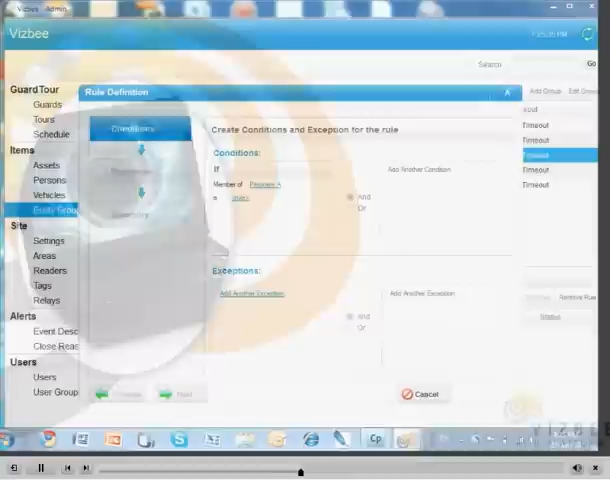 Vizbee Admin
Vizbee
Search
Go
Guard Tour
Guards
Tours
Schedule
Items
Assets
Persons
Vehicles
Entity Group
Site
Settings
Areas
Readers
Tags
Relays
Alerts
Event Desc
Close Reas
Users
Users
User Group
Rule Definition
Conditions
Create Conditions and Exception for the rule
Conditions:
If
Member of
Add Another Condition
And
Or
Exceptions:
Add Another Exception
Add Another Exception
And
Or
Next
Cancel
Add Group
Edit Group
Timeout
Timeout
Timeout
Timeout
Timeout
Remove Rule
Status
Cp
VIZBEE